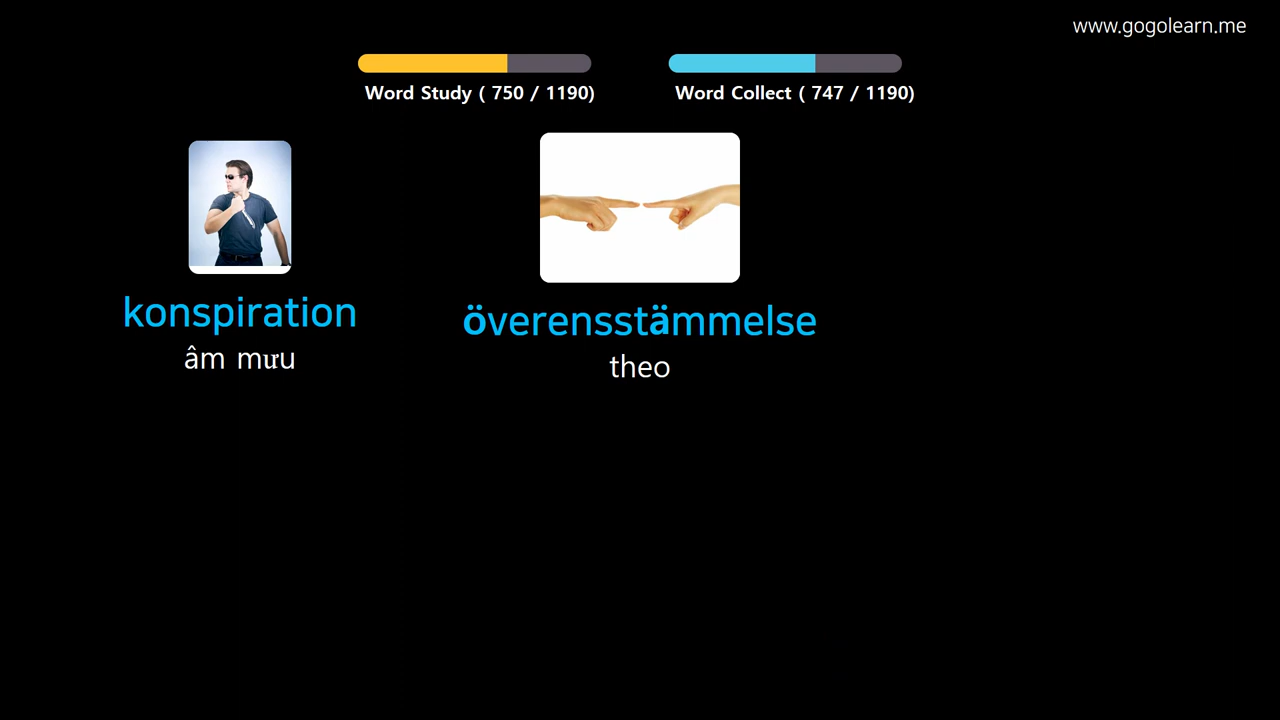 www.gogolearn.me
Word Study ( 750 / 1190)
Word Collect ( 747 / 1190)
konspiration
âm mưu
överensstämmelse
theo